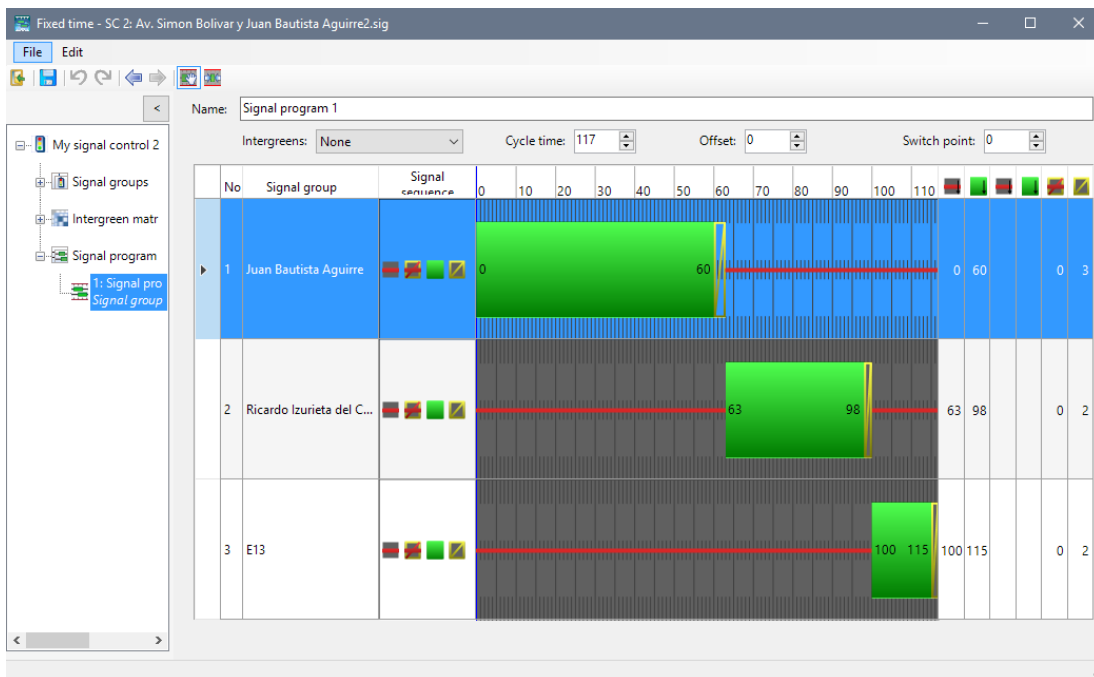 Fixed time - SC 2: Av. Simon Bolivar y Juan Bautista Aguirre2.sig
File Edit
< Name: Signal program 1
Intergreens: None Cycle time: 117 Offset: 0 Switch point: 0
My signal control 2
Signal groups
Intergreen matr
Signal program
1: Signal pro
Signal group
No Signal group Signal sequence 0 10 20 30 40 50 60 70 80 90 100 110
1 Juan Bautista Aguirre 0 60 0 60 0 3
2 Ricardo Izurieta del C... 63 98 63 98 0 2
3 E13 100 115 100 115 0 2
< >